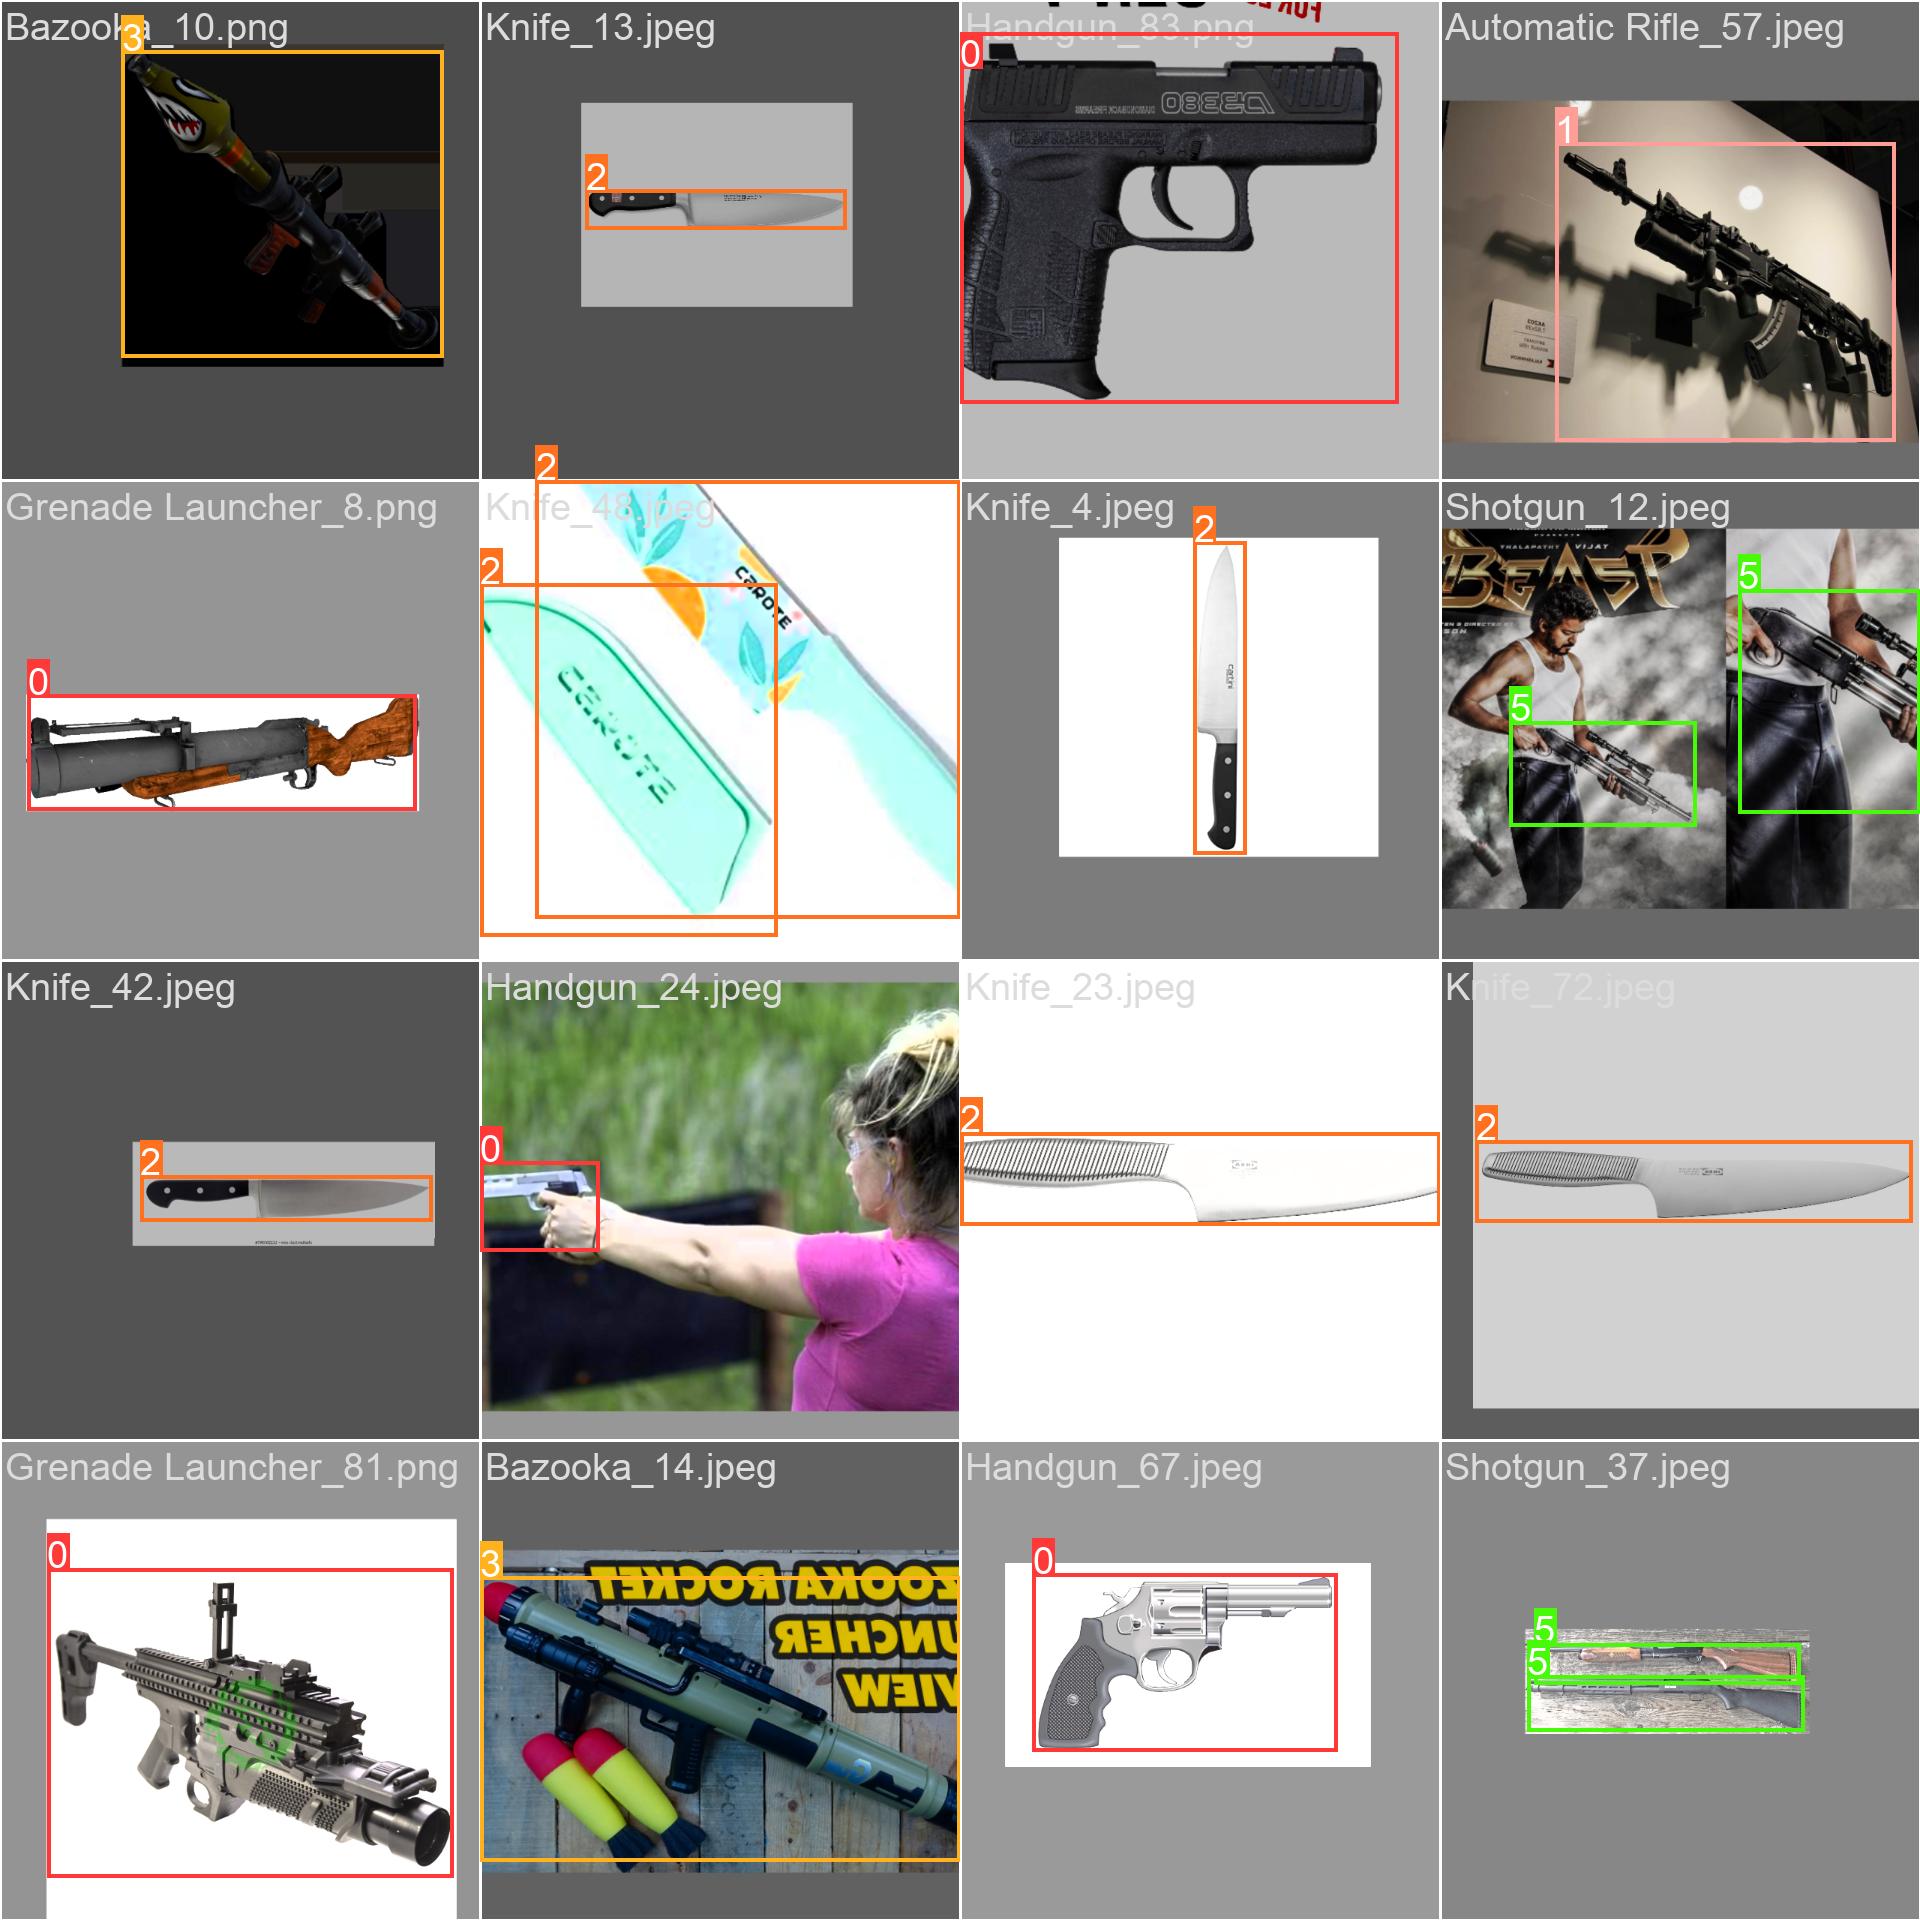 Bazooka_10.png
3
Knife_13.jpeg
2
Handgun_83.png
0
DB380
Automatic Rifle_57.jpeg
1
Grenade Launcher_8.png
0
Knife_48.jpeg
2
2
CAROTE
CAROTE
Knife_4.jpeg
2
Shotgun_12.jpeg
THALAPATHY VIJAY
BEAST
5
5
Knife_42.jpeg
2
Handgun_24.jpeg
0
Knife_23.jpeg
2
Knife_72.jpeg
2
Grenade Launcher_81.png
0
Bazooka_14.jpeg
3
ZOOKA ROCKET
UNCHER
VIEW
Handgun_67.jpeg
0
Shotgun_37.jpeg
5
5